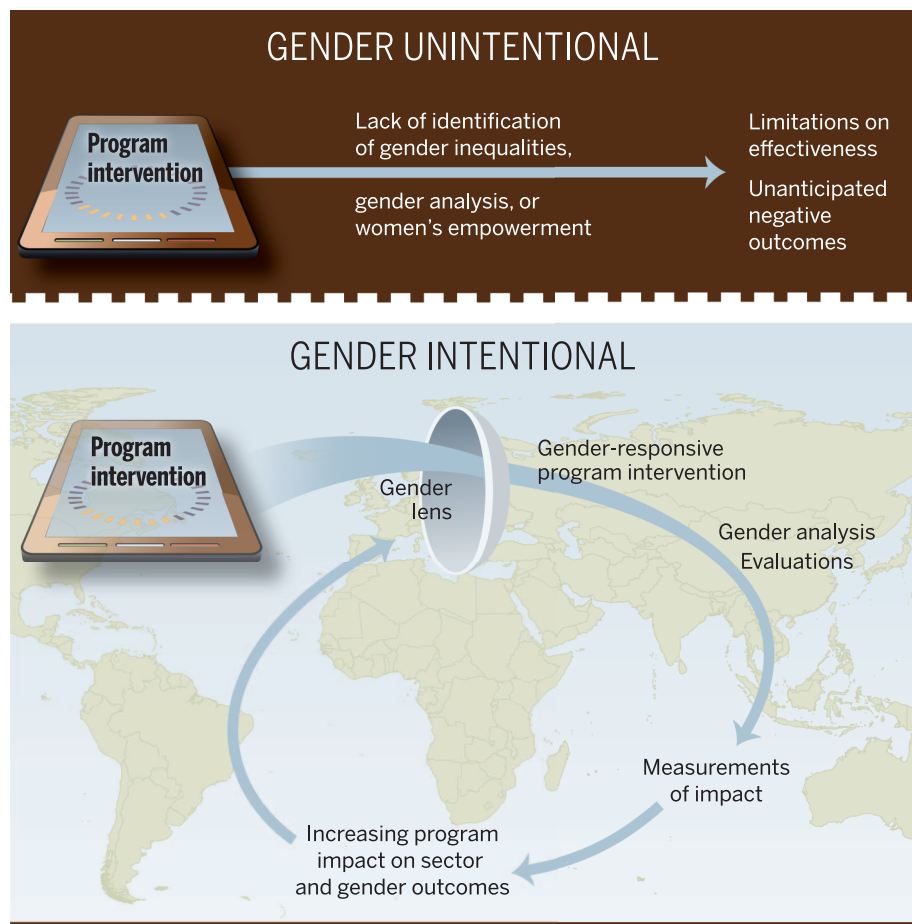 GENDER UNINTENTIONAL
Program
intervention
Lack of identification
of gender inequalities,
gender analysis, or
women’s empowerment
Limitations on
effectiveness
Unanticipated
negative
outcomes
GENDER INTENTIONAL
Program
intervention
Gender
lens
Gender-responsive
program intervention
Gender analysis
Evaluations
Measurements
of impact
Increasing program
impact on sector
and gender outcomes